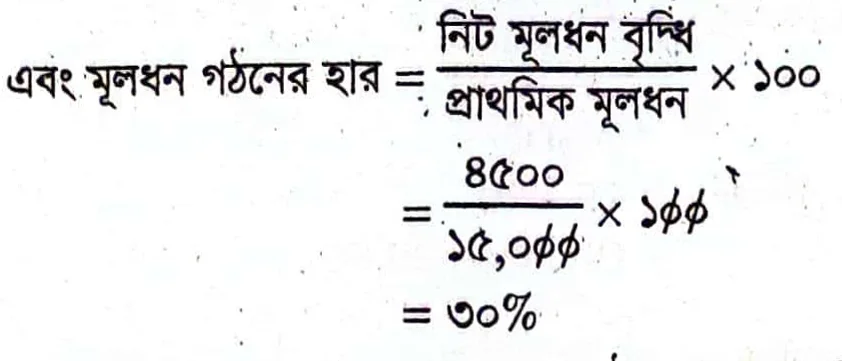 এবং মূলধন গঠনের হার = নিট মূলধন বৃদ্ধি / প্রাথমিক মূলধন × ১০০
= ৪৫০০ / ১৫,০০০ × ১০০
= ৩০%